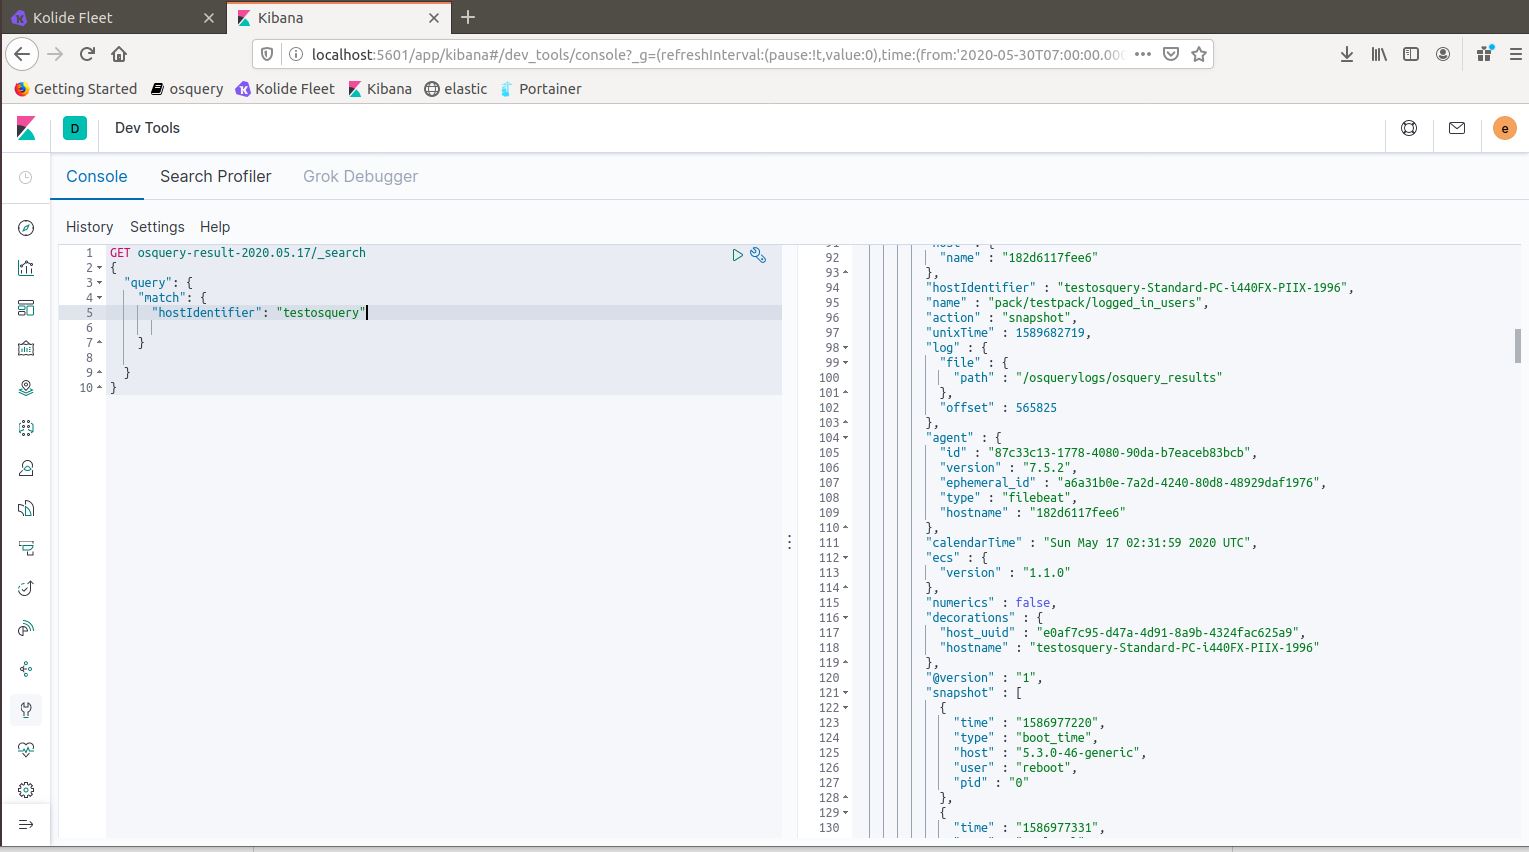 Kolide Fleet
Kibana
localhost:5601/app/kibana#/dev_tools/console?_g=(refreshInterval:(pause:!t,value:0),time:(from:'2020-05-30T07:00:00.00
Getting Started osquery Kolide Fleet Kibana elastic Portainer
D Dev Tools e
Console Search Profiler Grok Debugger
History Settings Help
1 GET osquery-result-2020.05.17/_search
2 {
3 "query": {
4 "match": {
5 "hostIdentifier": "testosquery"
6
7 }
8
9 }
10 }
91 "host" : {
92 "name" : "182d6117fee6"
93 },
94 "hostIdentifier" : "testosquery-Standard-PC-i440FX-PIIX-1996",
95 "name" : "pack/testpack/logged_in_users",
96 "action" : "snapshot",
97 "unixTime" : 1589682719,
98 "log" : {
99 "file" : {
100 "path" : "/osquerylogs/osquery_results"
101 },
102 "offset" : 565825
103 },
104 "agent" : {
105 "id" : "87c33c13-1778-4080-90da-b7eaceb83bcb",
106 "version" : "7.5.2",
107 "ephemeral_id" : "a6a31b0e-7a2d-4240-80d8-48929daf1976",
108 "type" : "filebeat",
109 "hostname" : "182d6117fee6"
110 },
111 "calendarTime" : "Sun May 17 02:31:59 2020 UTC",
112 "ecs" : {
113 "version" : "1.1.0"
114 },
115 "numerics" : false,
116 "decorations" : {
117 "host_uuid" : "e0af7c95-d47a-4d91-8a9b-4324fac625a9",
118 "hostname" : "testosquery-Standard-PC-i440FX-PIIX-1996"
119 },
120 "@version" : "1",
121 "snapshot" : [
122 {
123 "time" : "1586977220",
124 "type" : "boot_time",
125 "host" : "5.3.0-46-generic",
126 "user" : "reboot",
127 "pid" : "0"
128 },
129 {
130 "time" : "1586977331",